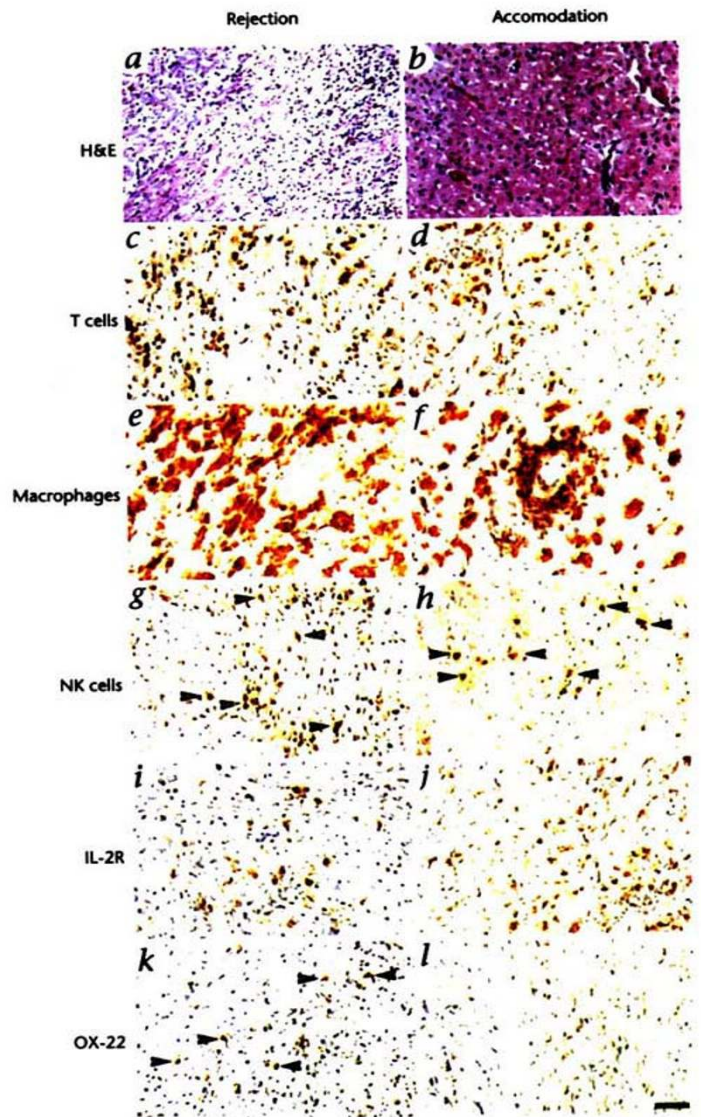 Rejection Accomodation
a b
H&E
c d
T cells
e f
Macrophages
g h
NK cells
i j
IL-2R
k l
OX-22